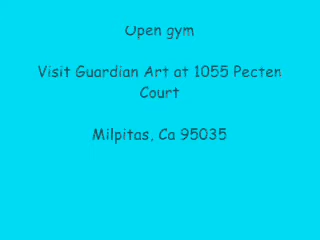 Open gym
Visit Guardian Art at 1055 Pecten
Court
Milpitas, Ca 95035